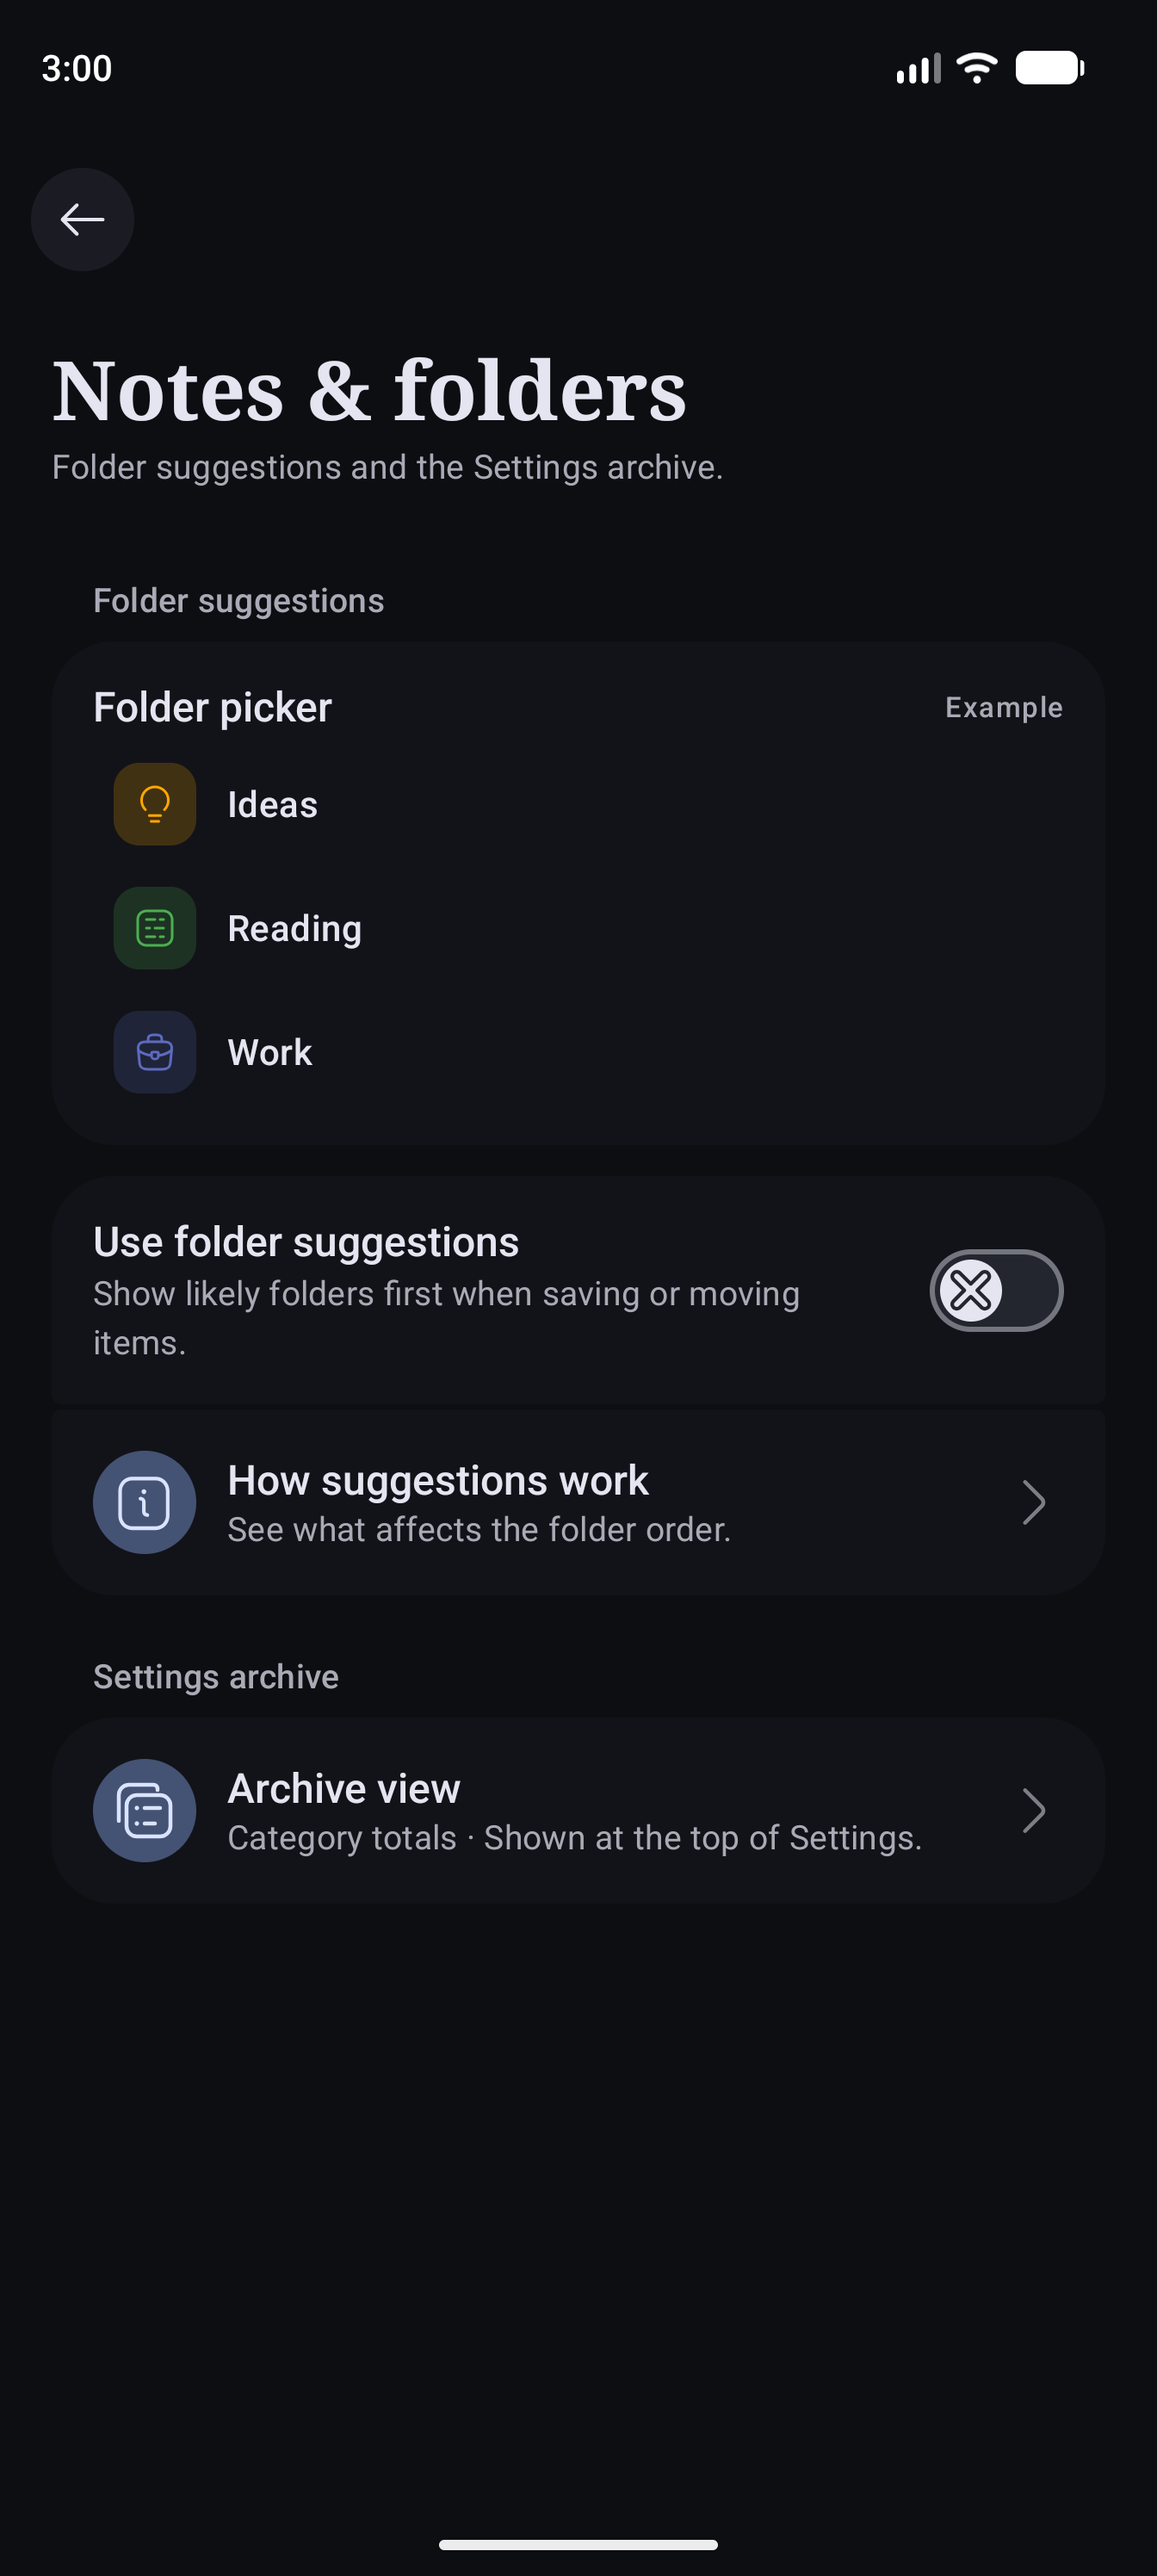 3:00
Notes & folders
Folder suggestions and the Settings archive.
Folder suggestions
Folder picker
Example
Ideas
Reading
Work
Use folder suggestions
Show likely folders first when saving or moving
items.
How suggestions work
See what affects the folder order.
Settings archive
Archive view
Category totals · Shown at the top of Settings.